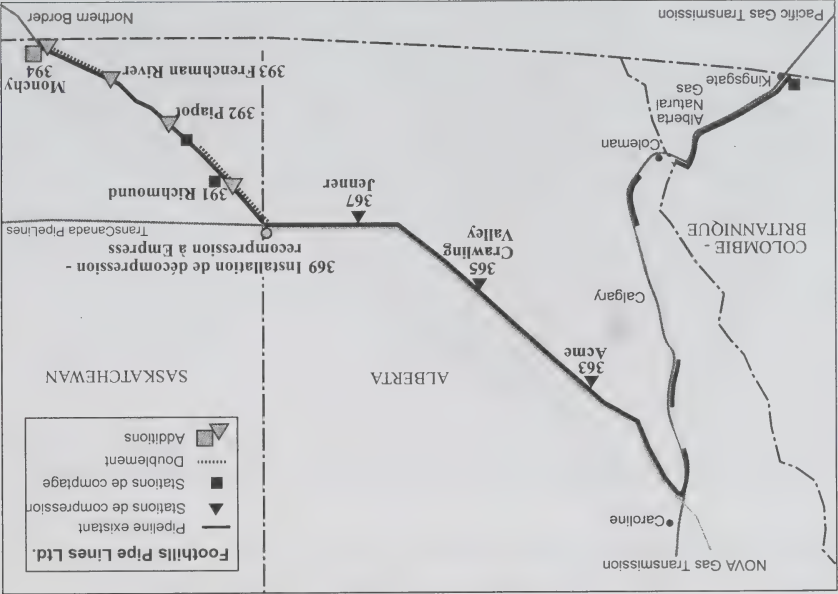 NOVA Gas Transmission
Caroline
Foothills Pipe Lines Ltd.
Pipeline existant
Stations de compression
Stations de comptage
Doublement
Additions
ALBERTA
SASKATCHEWAN
363
Acme
Calgary
365
Crawling
Valley
369 Installation de décompression -
recompression à Empress
COLOMBIE -
BRITANNIQUE
TransCanada PipeLines
367
Jenner
391 Richmound
Coleman
392 Piapot
Alberta
Natural
Gas
Kingsgate
393 Frenchman River
394
Monchy
Pacific Gas Transmission
Northern Border